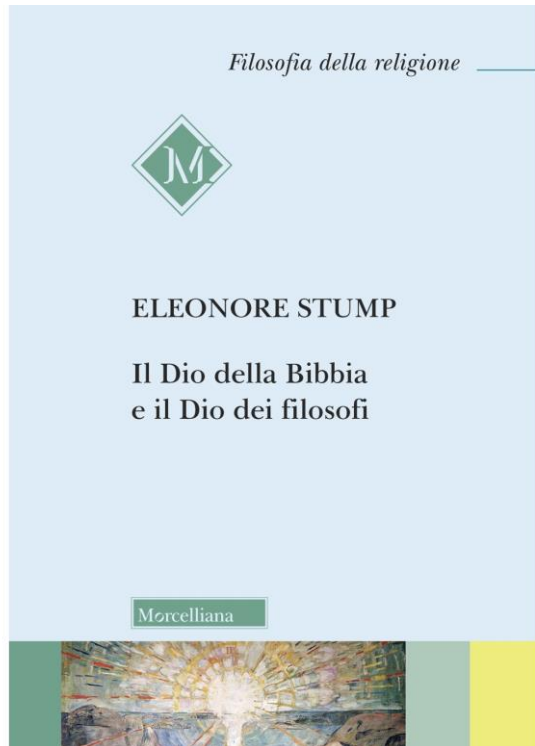 Filosofia della religione
M
ELEONORE STUMP
Il Dio della Bibbia
e il Dio dei filosofi
Morcelliana